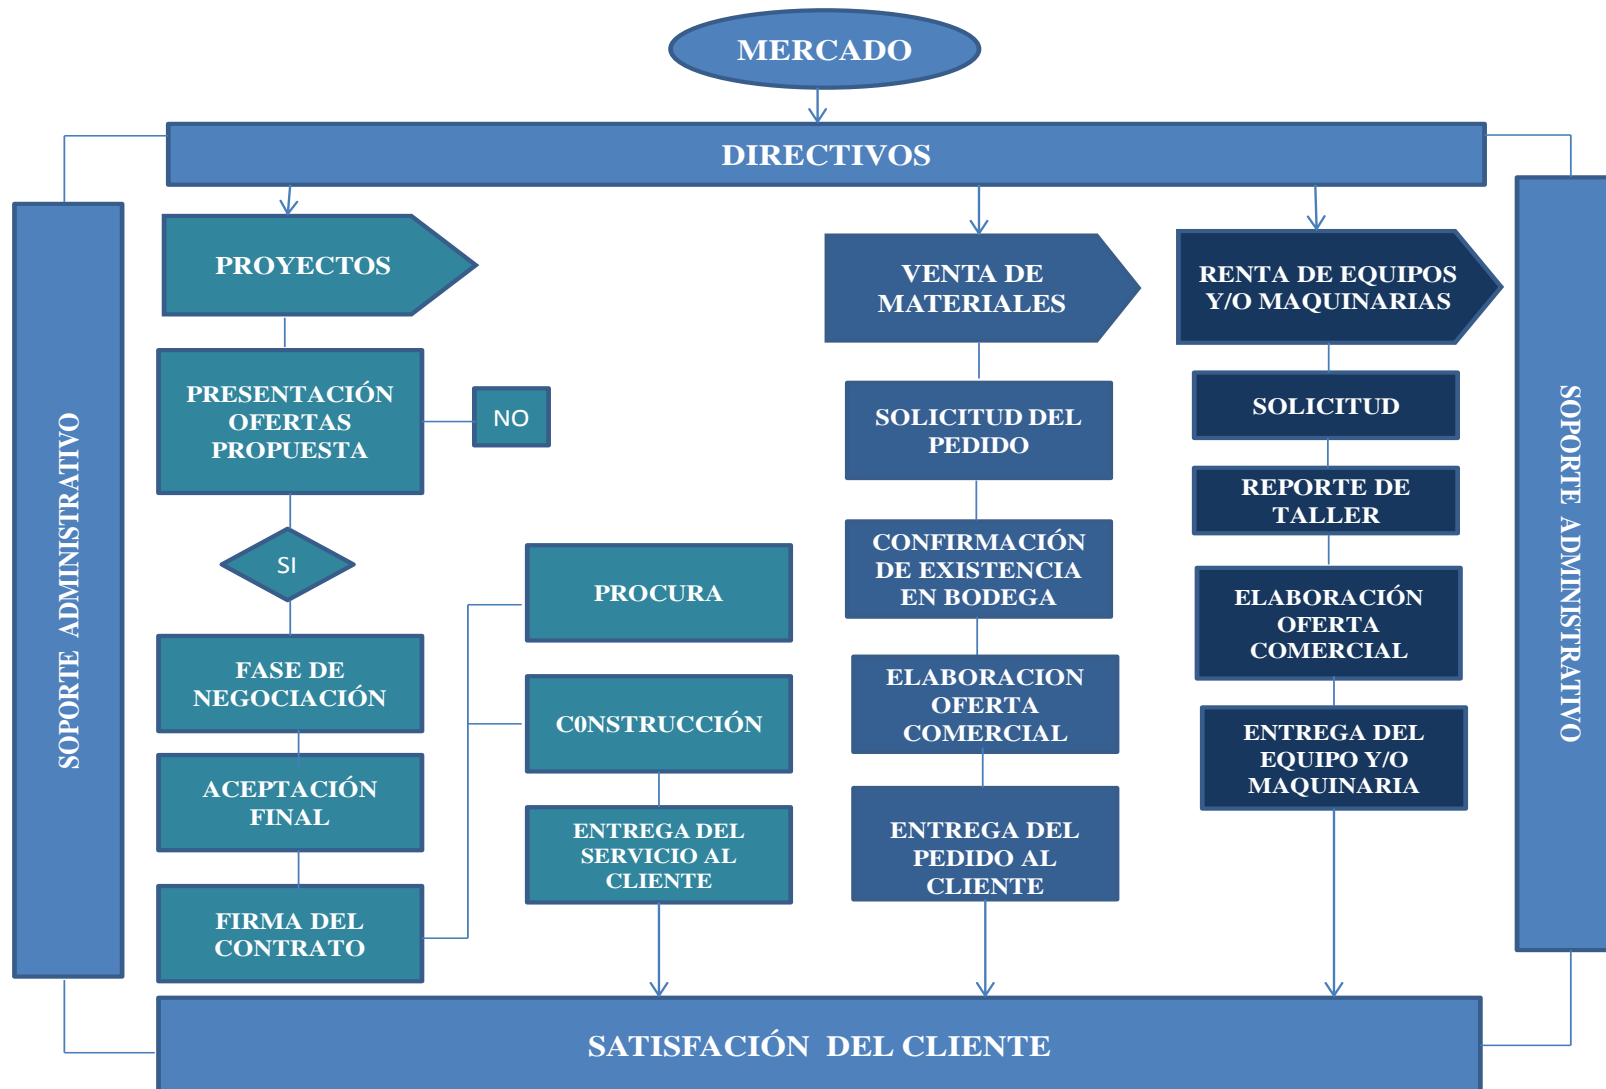 MERCADO
DIRECTIVOS
SOPORTE ADMINISTRATIVO
PROYECTOS
PRESENTACIÓN
OFERTAS
PROPUESTA
NO
SI
FASE DE
NEGOCIACIÓN
ACEPTACIÓN
FINAL
FIRMA DEL
CONTRATO
PROCURA
C0NSTRUCCIÓN
ENTREGA DEL
SERVICIO AL
CLIENTE
VENTA DE
MATERIALES
SOLICITUD DEL
PEDIDO
CONFIRMACIÓN
DE EXISTENCIA
EN BODEGA
ELABORACION
OFERTA
COMERCIAL
ENTREGA DEL
PEDIDO AL
CLIENTE
RENTA DE EQUIPOS
Y/O MAQUINARIAS
SOLICITUD
REPORTE DE
TALLER
ELABORACIÓN
OFERTA
COMERCIAL
ENTREGA DEL
EQUIPO Y/O
MAQUINARIA
SOPORTE ADMINISTRATIVO
SATISFACIÓN DEL CLIENTE